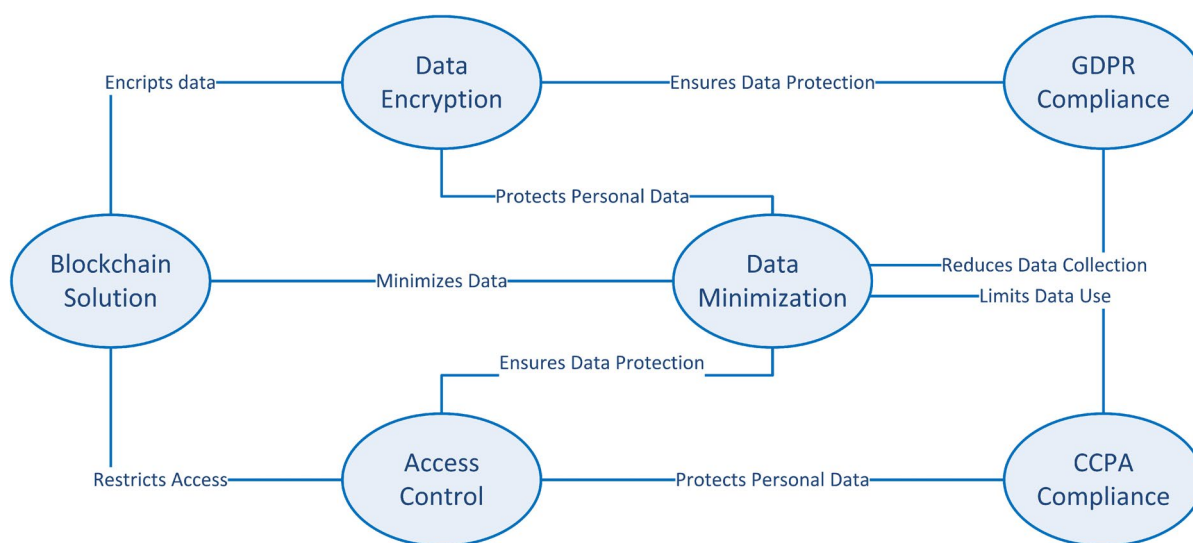 Data
Encryption
GDPR
Compliance
Encripts data
Ensures Data Protection
Protects Personal Data
Blockchain
Solution
Minimizes Data
Data
Minimization
Reduces Data Collection
Limits Data Use
Ensures Data Protection
Access
Control
CCPA
Compliance
Restricts Access
Protects Personal Data